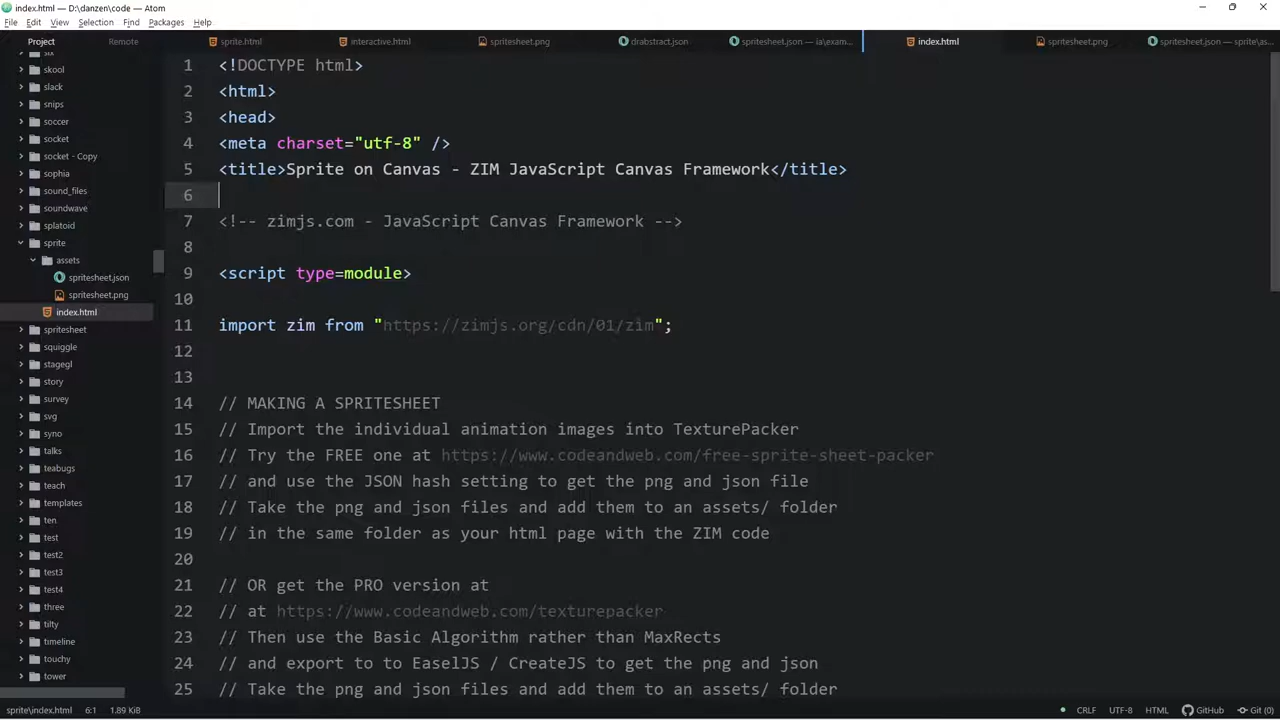 index.html — D:\danzen\code — Atom
File Edit View Selection Find Packages Help
Project Remote sprite.html interactive.html spritesheet.png drabstract.json spritesheet.json — ia\exam... index.html spritesheet.png spritesheet.json — sprite\as...
six
skool
slack
snips
soccer
socket
socket - Copy
sophia
sound_files
soundwave
splatoid
sprite
assets
spritesheet.json
spritesheet.png
index.html
spritesheet
squiggle
stagegl
story
survey
svg
syno
talks
teabugs
teach
templates
ten
test
test2
test3
test4
three
tilty
timeline
touchy
tower
1 <!DOCTYPE html>
2 <html>
3 <head>
4 <meta charset="utf-8" />
5 <title>Sprite on Canvas - ZIM JavaScript Canvas Framework</title>
6
7 <!-- zimjs.com - JavaScript Canvas Framework -->
8
9 <script type=module>
10
11 import zim from "https://zimjs.org/cdn/01/zim";
12
13
14 // MAKING A SPRITESHEET
15 // Import the individual animation images into TexturePacker
16 // Try the FREE one at https://www.codeandweb.com/free-sprite-sheet-packer
17 // and use the JSON hash setting to get the png and json file
18 // Take the png and json files and add them to an assets/ folder
19 // in the same folder as your html page with the ZIM code
20
21 // OR get the PRO version at
22 // at https://www.codeandweb.com/texturepacker
23 // Then use the Basic Algorithm rather than MaxRects
24 // and export to to EaselJS / CreateJS to get the png and json
25 // Take the png and json files and add them to an assets/ folder
sprite\index.html 6:1 1.89 KiB CRLF UTF-8 HTML GitHub Git (0)